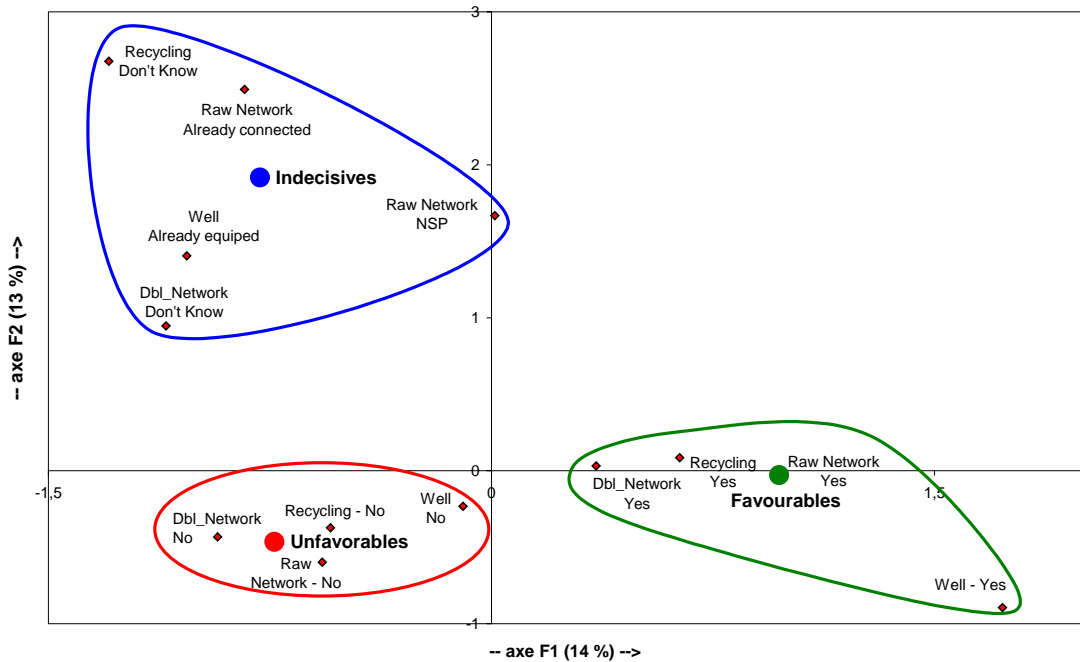 3
Recycling
Don't Know
Raw Network
Already connected
2
Indecisives
Raw Network
NSP
Well
Already equiped
Dbl_Network
Don't Know
1
-- axe F2 (13 %) -->
0
-1,5
0
1,5
Recycling
Yes
Raw Network
Yes
Dbl_Network
Yes
Favourables
Well
No
Recycling - No
Dbl_Network
No
Unfavorables
Raw
Network - No
Well - Yes
-1
-- axe F1 (14 %) -->